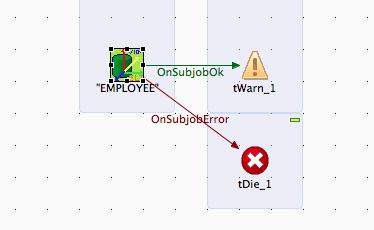 OnSubjobOk
"EMPLOYEE"
tWarn_1
OnSubjobError
tDie_1